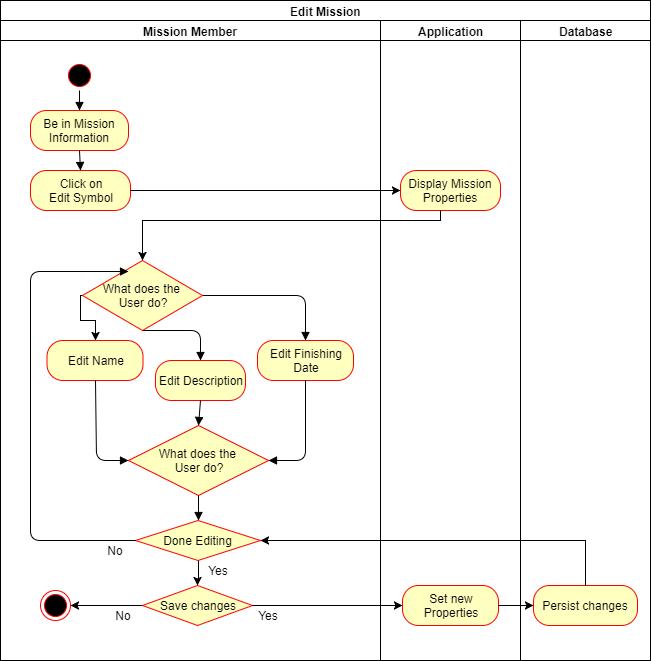 Edit Mission
Mission Member
Application
Database
Be in Mission
Information
Click on
Edit Symbol
Display Mission
Properties
What does the
User do?
Edit Name
Edit Description
Edit Finishing
Date
What does the
User do?
Done Editing
No
Yes
Save changes
No
Yes
Set new
Properties
Persist changes